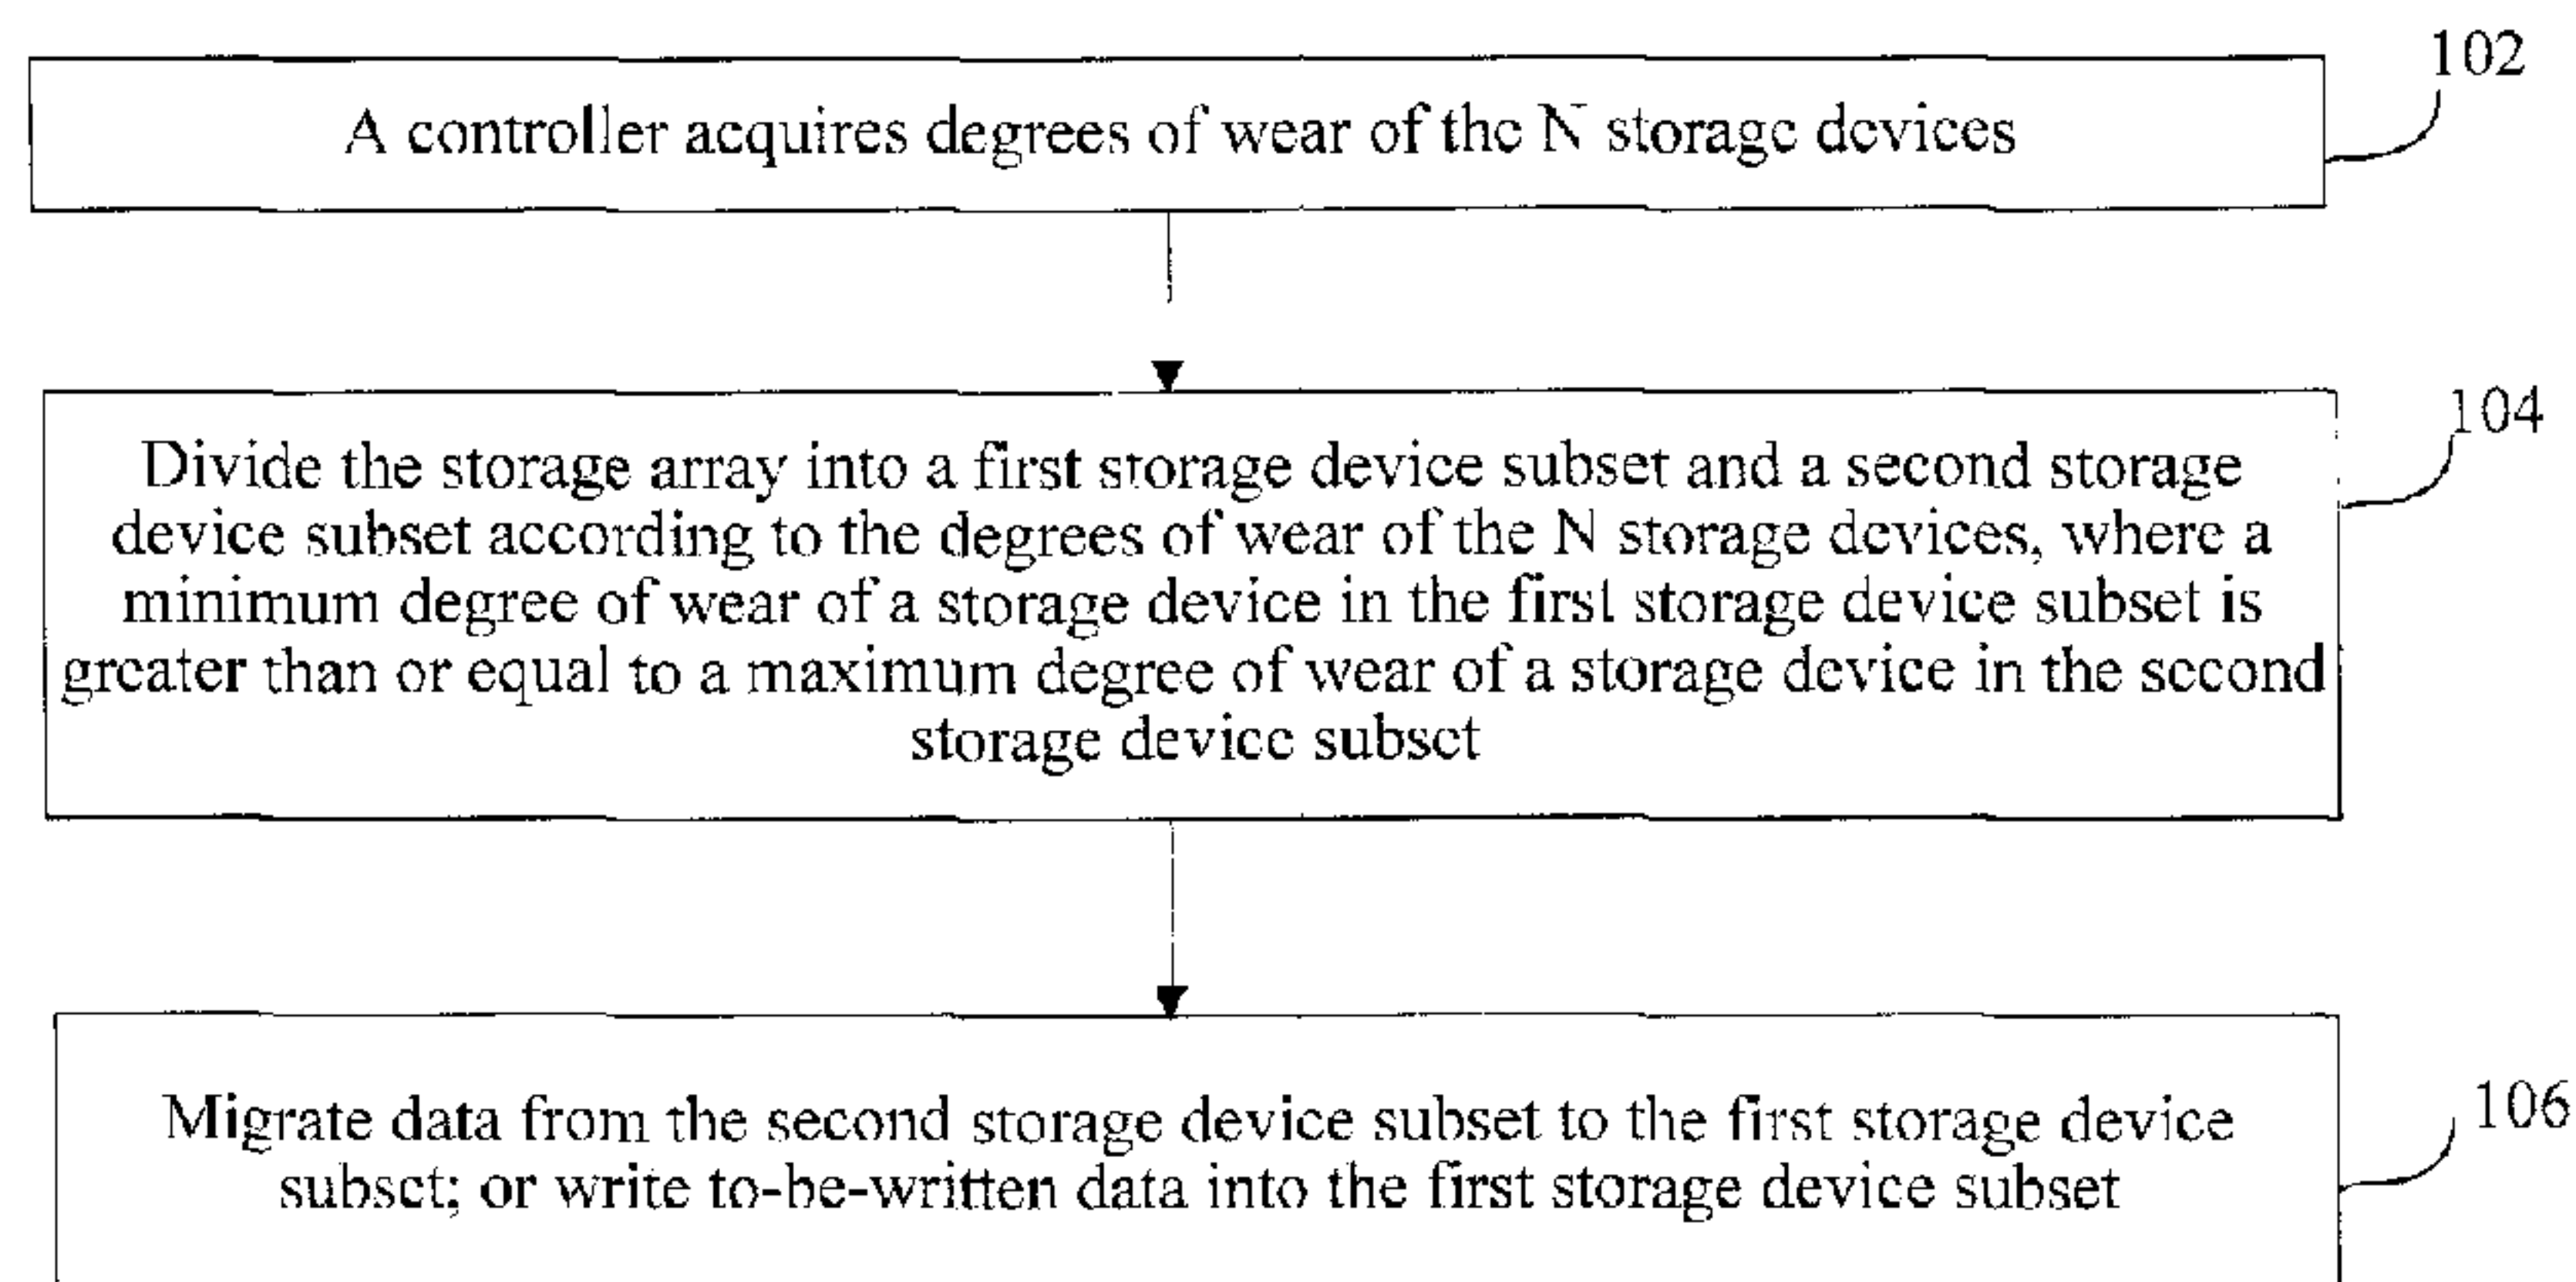 102
A controller acquires degrees of wear of the N storage devices
104
Divide the storage array into a first storage device subset and a second storage
device subset according to the degrees of wear of the N storage devices, where a
minimum degree of wear of a storage device in the first storage device subset is
greater than or equal to a maximum degree of wear of a storage device in the second
storage device subset
106
Migrate data from the second storage device subset to the first storage device
subset; or write to-be-written data into the first storage device subset